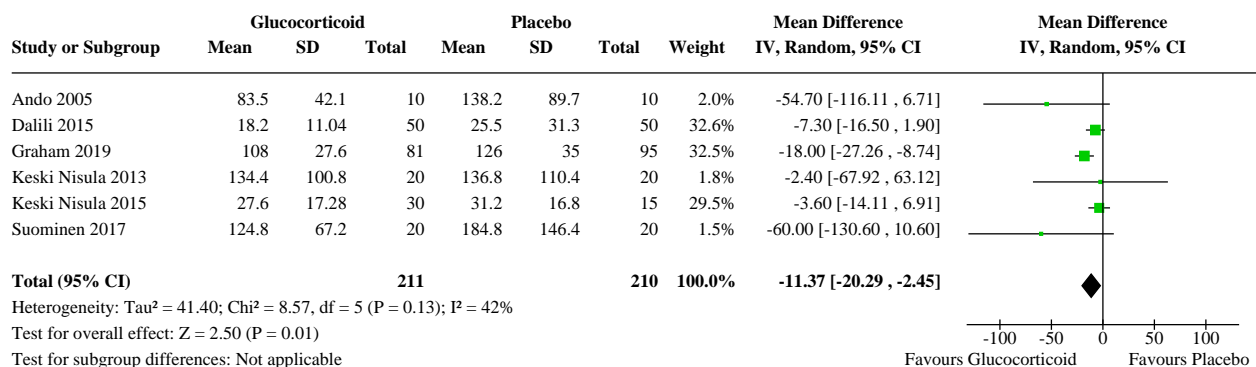 Glucocorticoid Placebo Mean Difference Mean Difference
Study or Subgroup Mean SD Total Mean SD Total Weight IV, Random, 95% CI IV, Random, 95% CI
Ando 2005 83.5 42.1 10 138.2 89.7 10 2.0% -54.70 [-116.11 , 6.71]
Dalili 2015 18.2 11.04 50 25.5 31.3 50 32.6% -7.30 [-16.50 , 1.90]
Graham 2019 108 27.6 81 126 35 95 32.5% -18.00 [-27.26 , -8.74]
Keski Nisula 2013 134.4 100.8 20 136.8 110.4 20 1.8% -2.40 [-67.92 , 63.12]
Keski Nisula 2015 27.6 17.28 30 31.2 16.8 15 29.5% -3.60 [-14.11 , 6.91]
Suominen 2017 124.8 67.2 20 184.8 146.4 20 1.5% -60.00 [-130.60 , 10.60]
Total (95% CI) 211 210 100.0% -11.37 [-20.29 , -2.45]
Heterogeneity: Tau² = 41.40; Chi² = 8.57, df = 5 (P = 0.13); I² = 42%
Test for overall effect: Z = 2.50 (P = 0.01)
-100 -50 0 50 100
Test for subgroup differences: Not applicable
Favours Glucocorticoid Favours Placebo